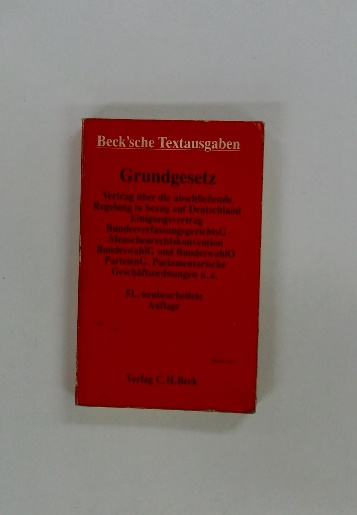 Beck'sche Textausgaben
Grundgesetz
Vertrag über die abschließende
Regelung in bezug auf Deutschland
Einigungsvertrag
BundesverfassungsgerichtsG
Menschenrechtskonvention
BundeswahlG und BundeswahlO
ParteienG, Parlamentarische
Geschäftsordnungen u. a.
51., neubearbeitete
Auflage
Verlag C. H. Beck